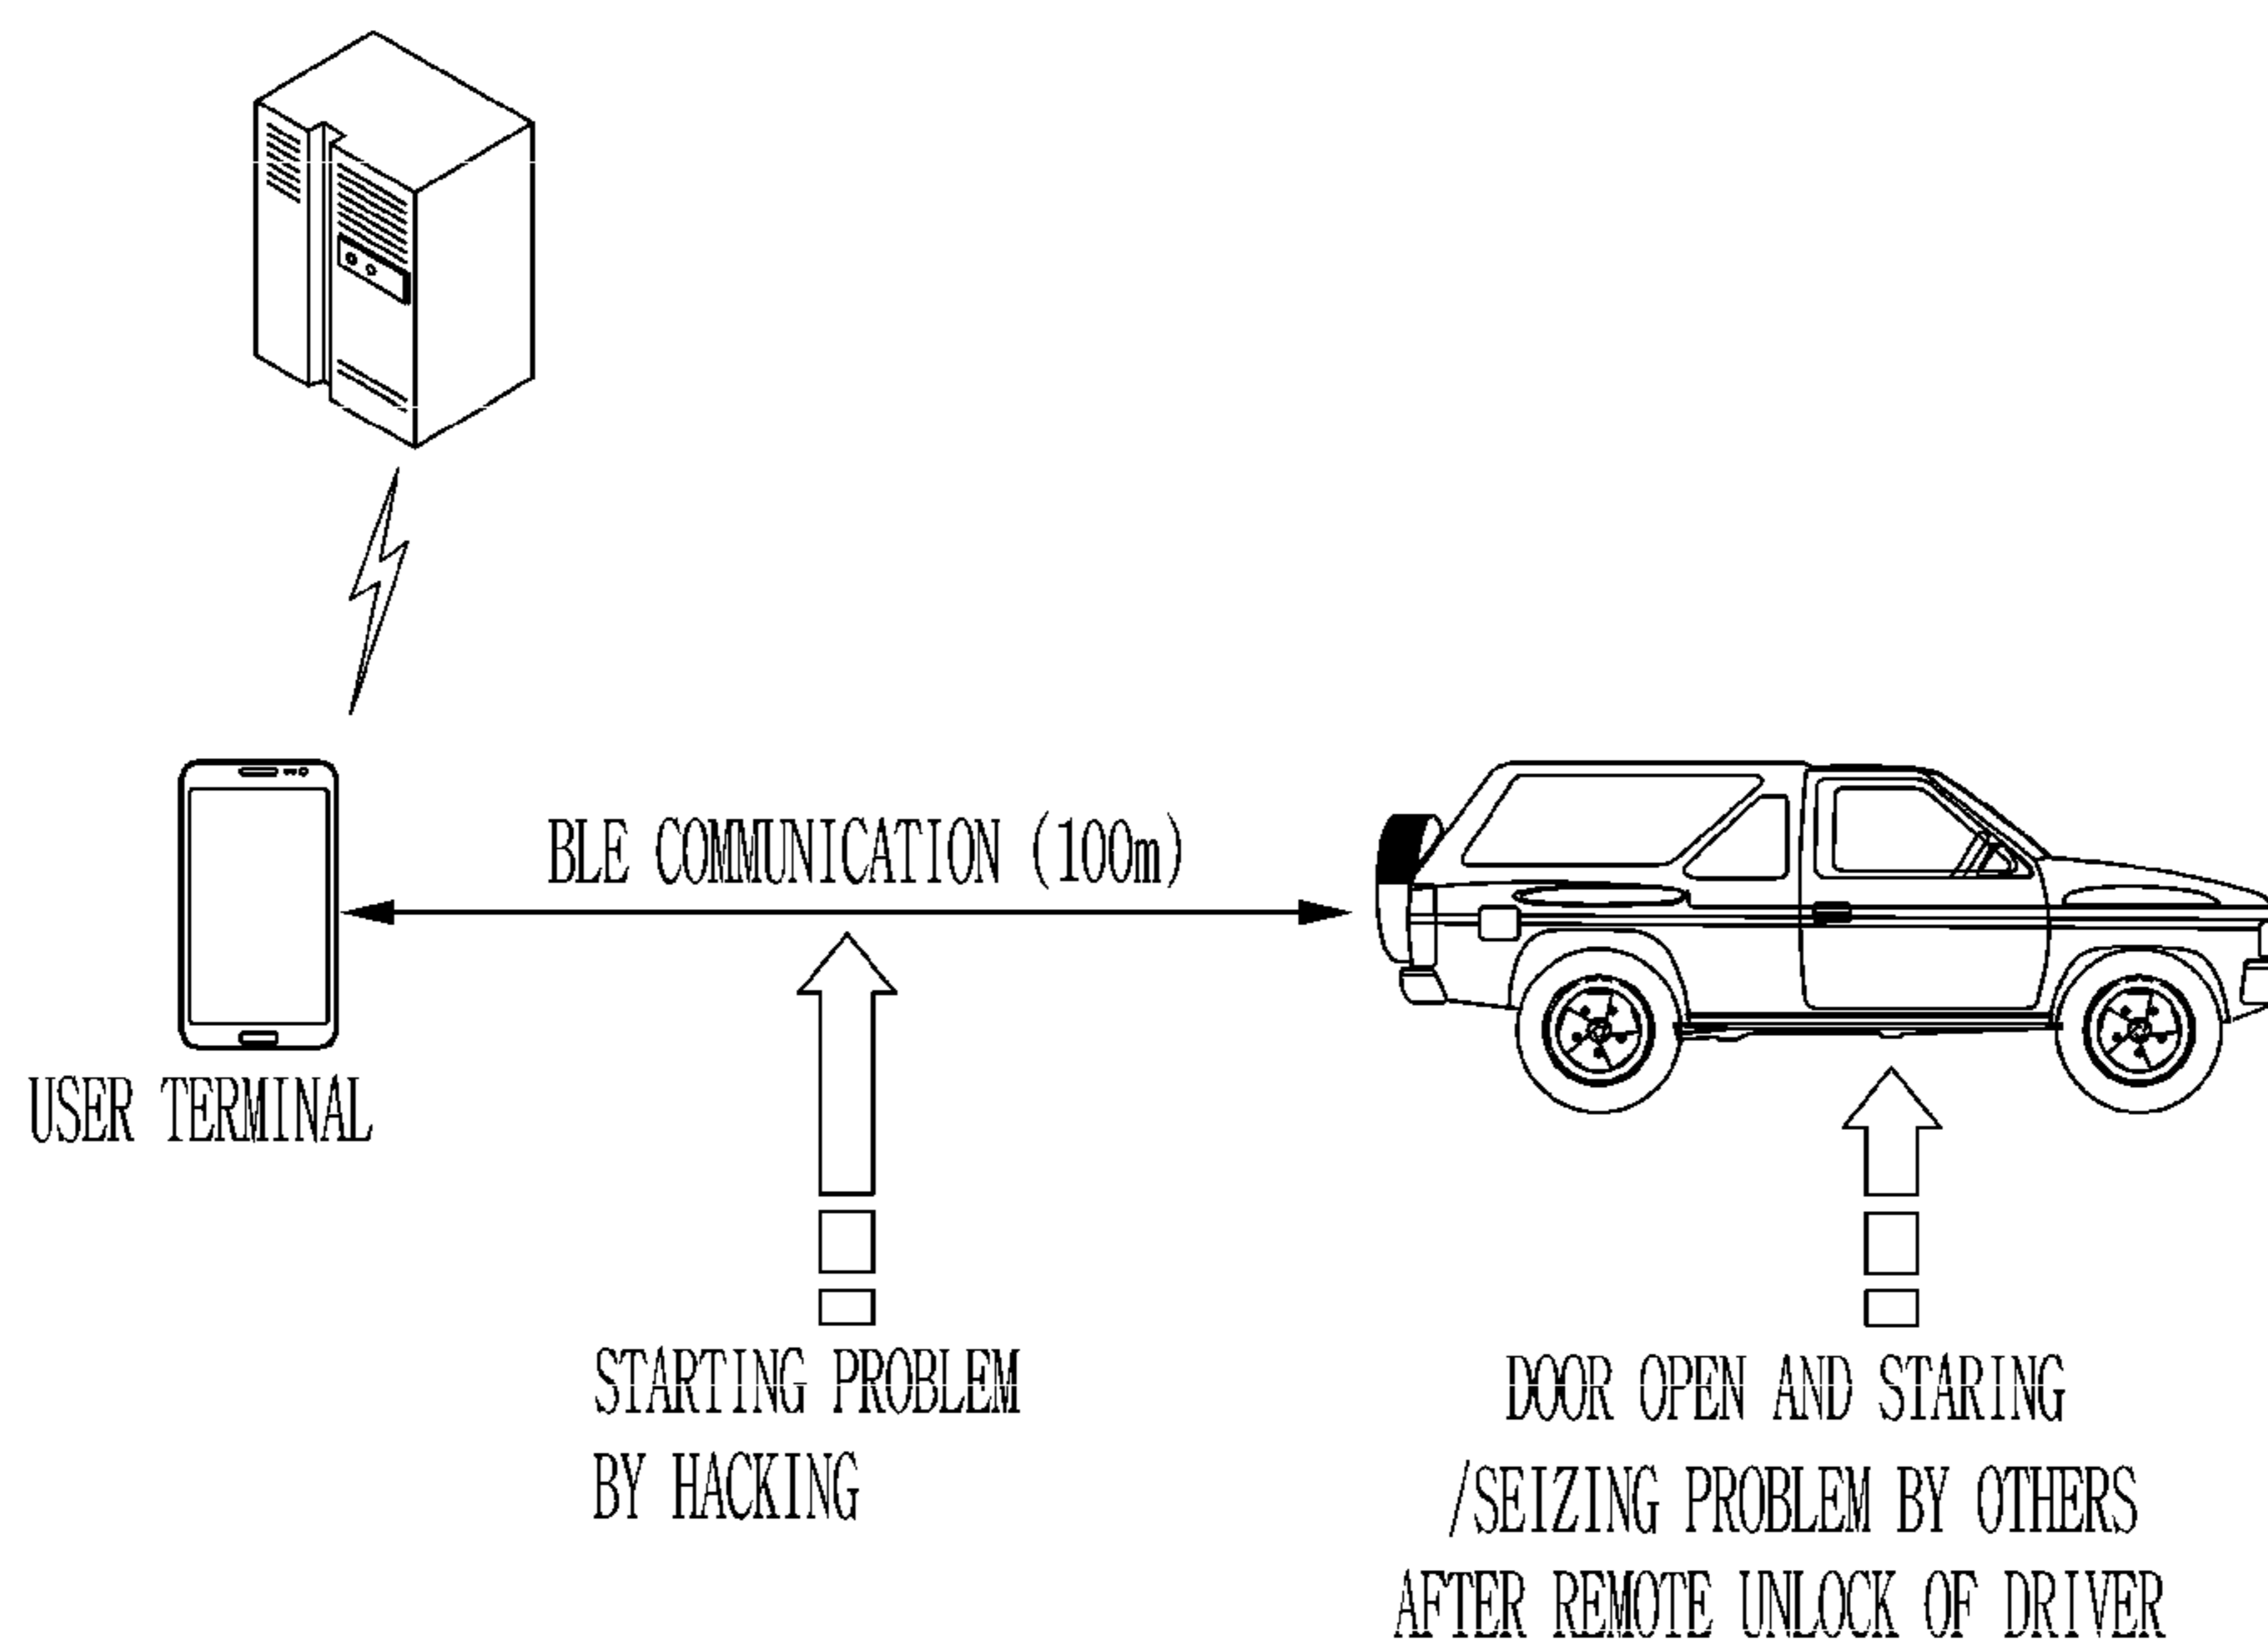 BLE COMMUNICATION (100m)
USER TERMINAL
STARTING PROBLEM
BY HACKING
DOOR OPEN AND STARING
/SEIZING PROBLEM BY OTHERS
AFTER REMOTE UNLOCK OF DRIVER